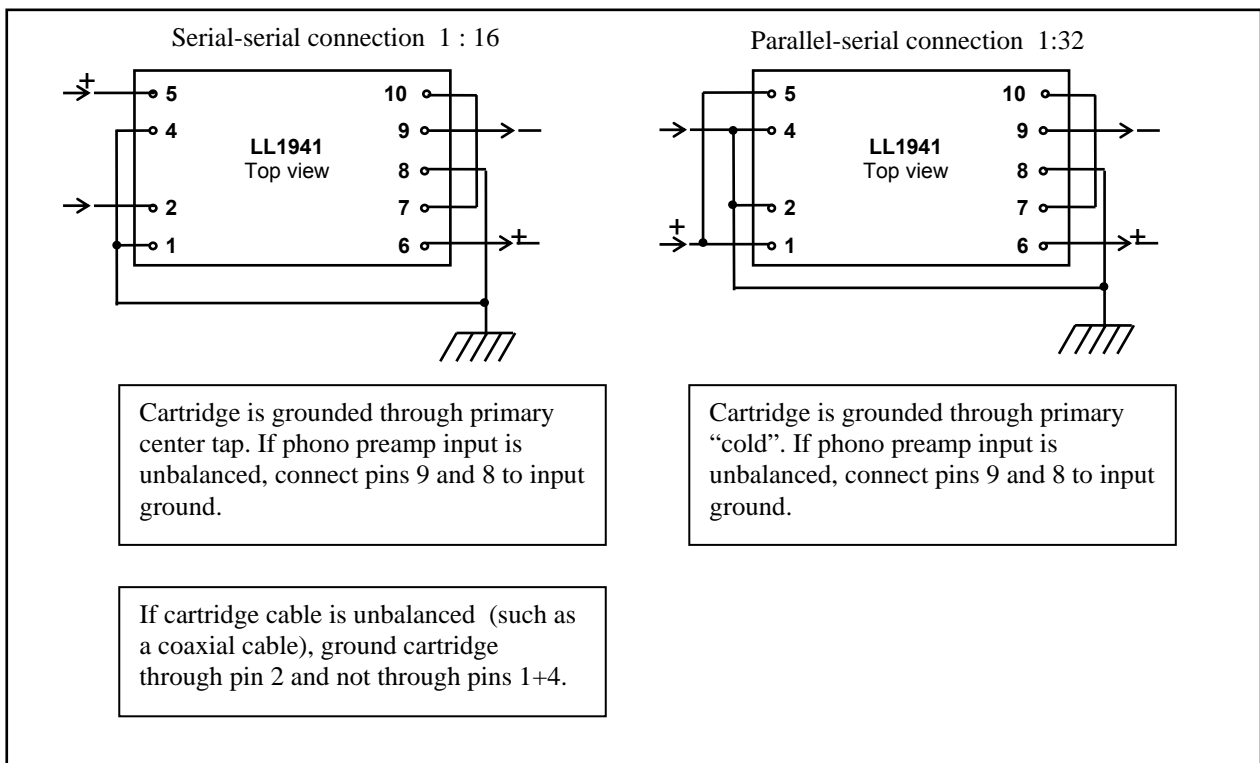 Serial-serial connection 1 : 16
+
5
4
2
1
LL1941
Top view
10
9
8
7
6
+
Cartridge is grounded through primary
center tap. If phono preamp input is
unbalanced, connect pins 9 and 8 to input
ground.
If cartridge cable is unbalanced (such as
a coaxial cable), ground cartridge
through pin 2 and not through pins 1+4.
Parallel-serial connection 1:32
5
4
2
+
1
LL1941
Top view
10
9
8
7
6
+
Cartridge is grounded through primary
“cold”. If phono preamp input is
unbalanced, connect pins 9 and 8 to input
ground.